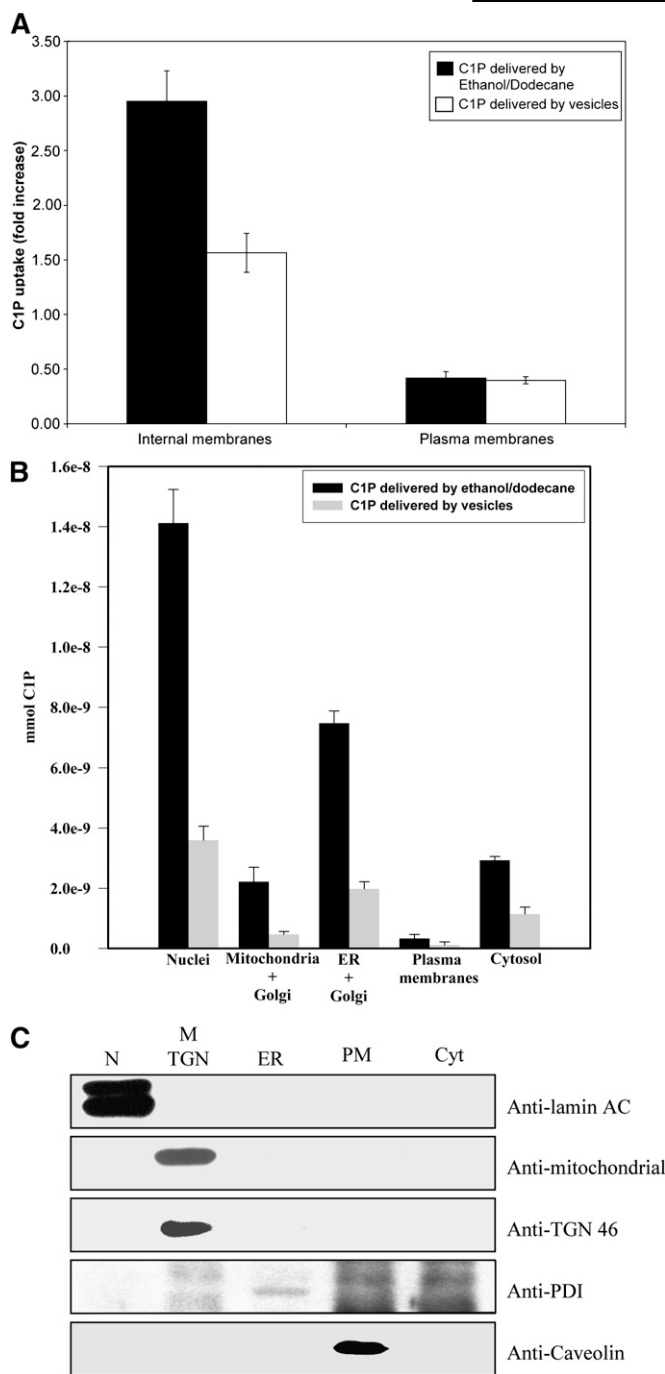 A
3.50
3.00
2.50
2.00
1.50
1.00
0.50
0.00
C1P uptake (fold increase)
C1P delivered by
Ethanol/Dodecane
C1P delivered by vesicles
Internal membranes
Plasma membranes
B
1.6e-8
1.4e-8
1.2e-8
1.0e-8
8.0e-9
6.0e-9
4.0e-9
2.0e-9
0.0
mmol C1P
C1P delivered by ethanol/dodecane
C1P delivered by vesicles
Nuclei
Mitochondria
+
Golgi
ER
+
Golgi
Plasma
membranes
Cytosol
C
N
M
TGN
ER
PM
Cyt
Anti-lamin AC
Anti-mitochondrial
Anti-TGN 46
Anti-PDI
Anti-Caveolin